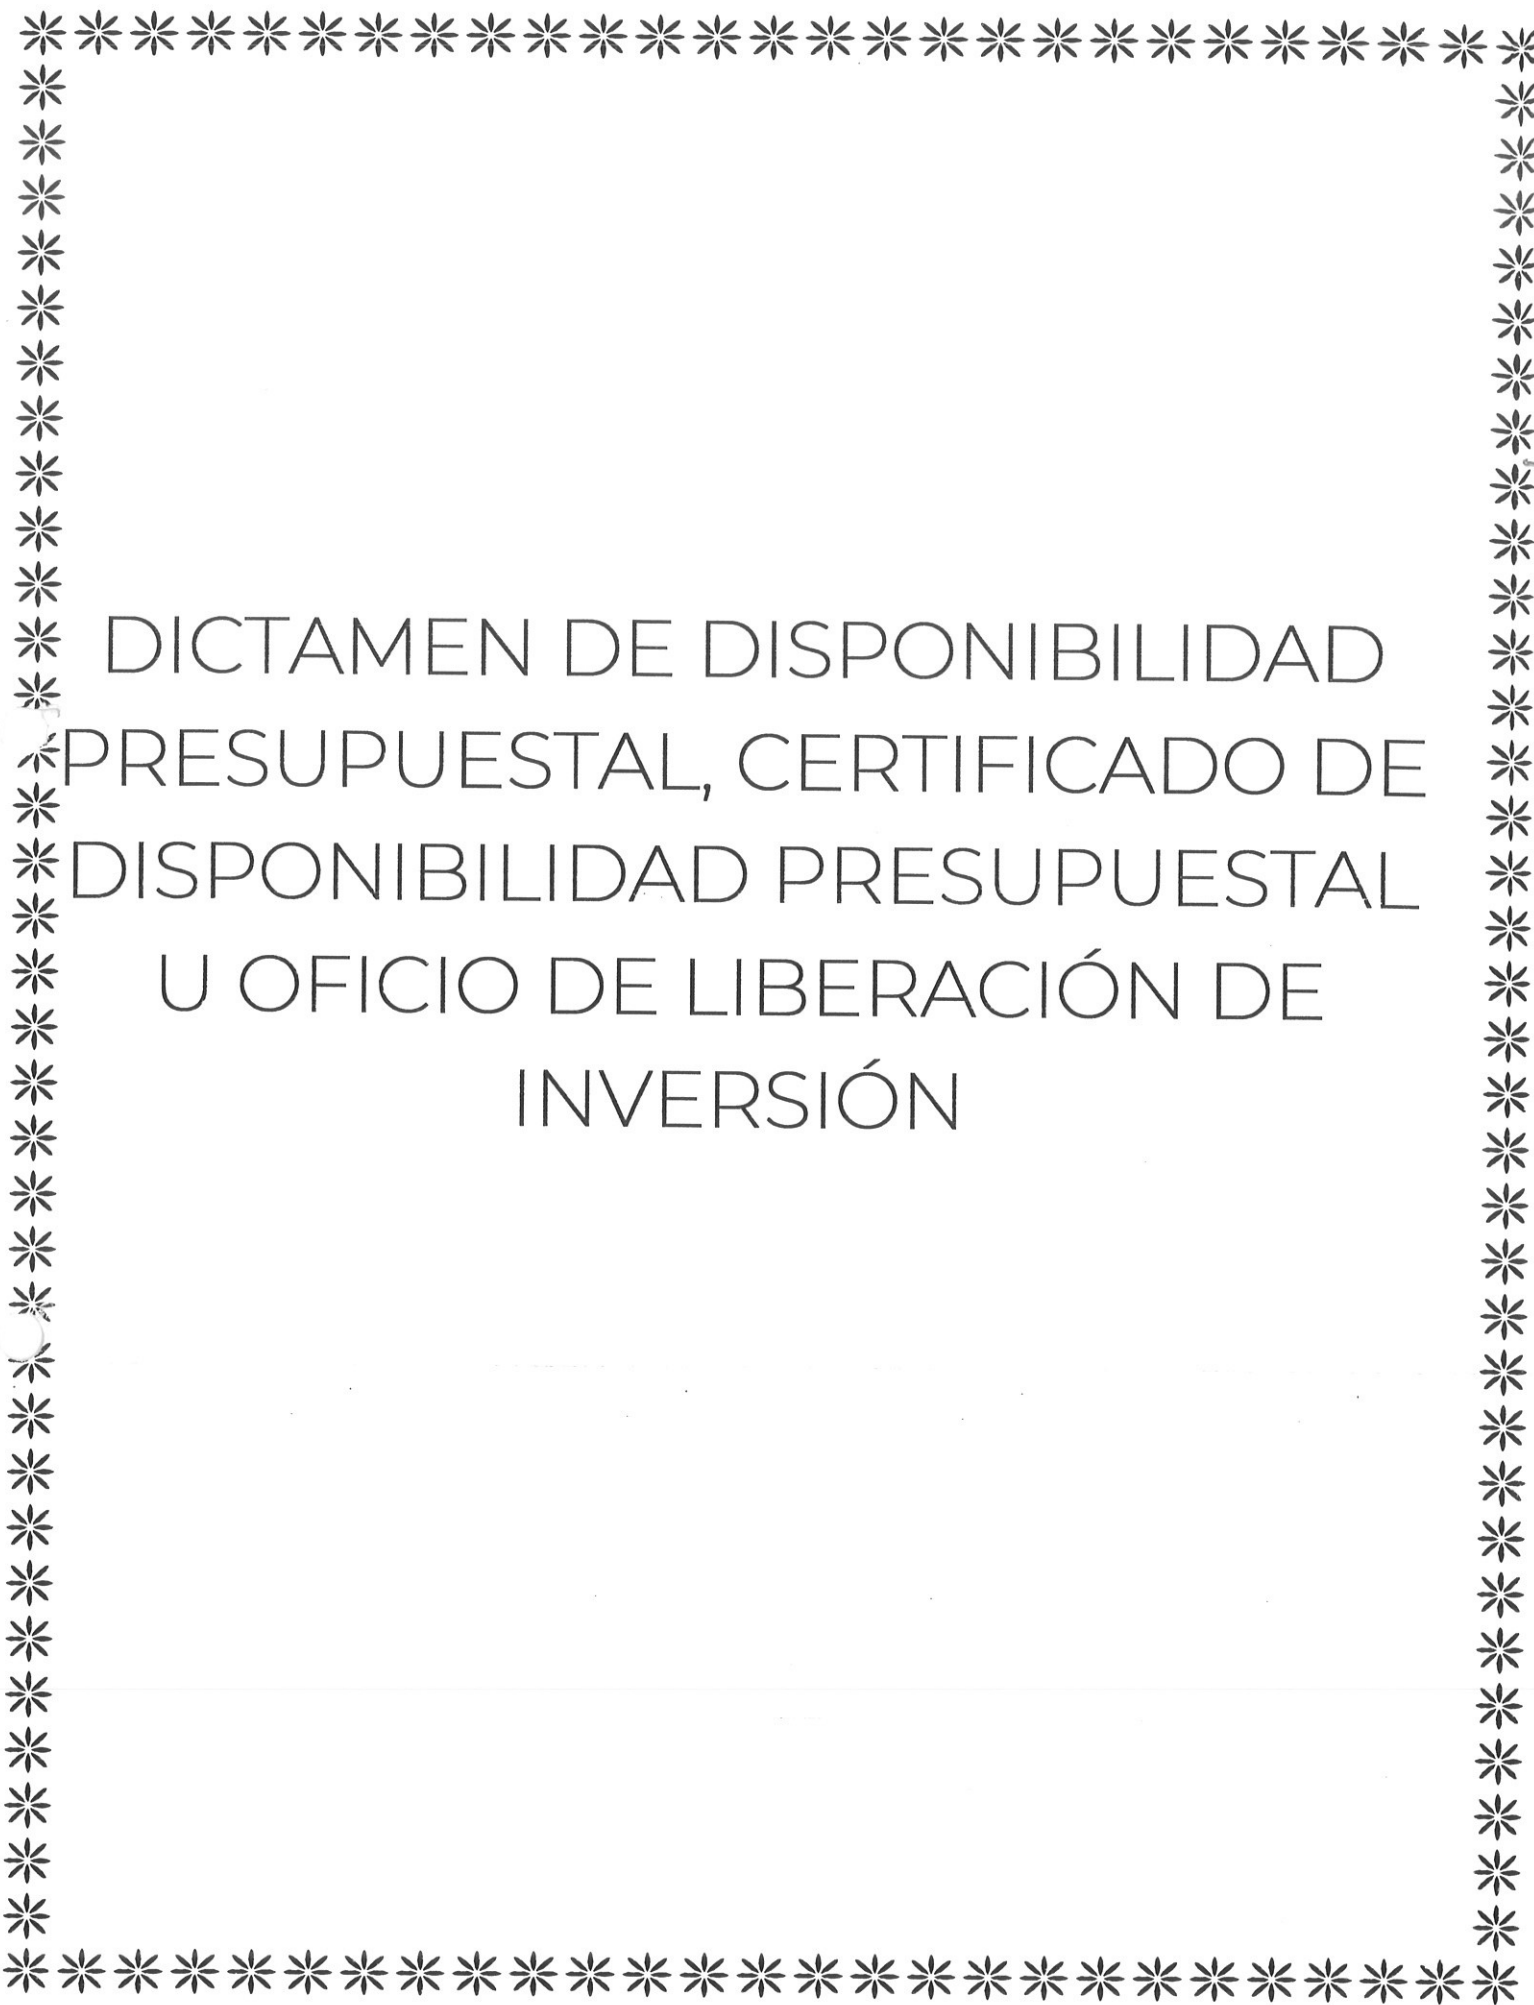 DICTAMEN DE DISPONIBILIDAD
PRESUPUESTAL, CERTIFICADO DE
DISPONIBILIDAD PRESUPUESTAL
U OFICIO DE LIBERACIÓN DE
INVERSIÓN